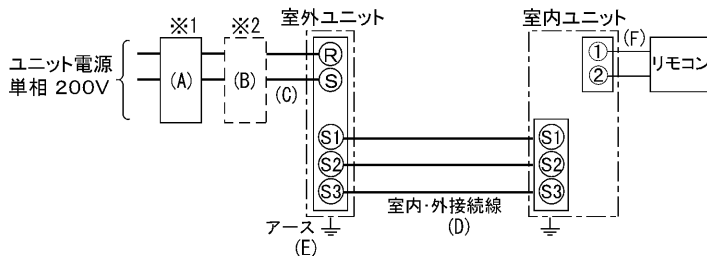 ※1
※2
室外ユニット
室内ユニット
ユニット電源
単相 200V
(A)
(B)
(C)
R
S
①
②
(F)
リモコン
S1
S2
S3
S1
S2
S3
室内・外接続線
(D)
アース
(E)